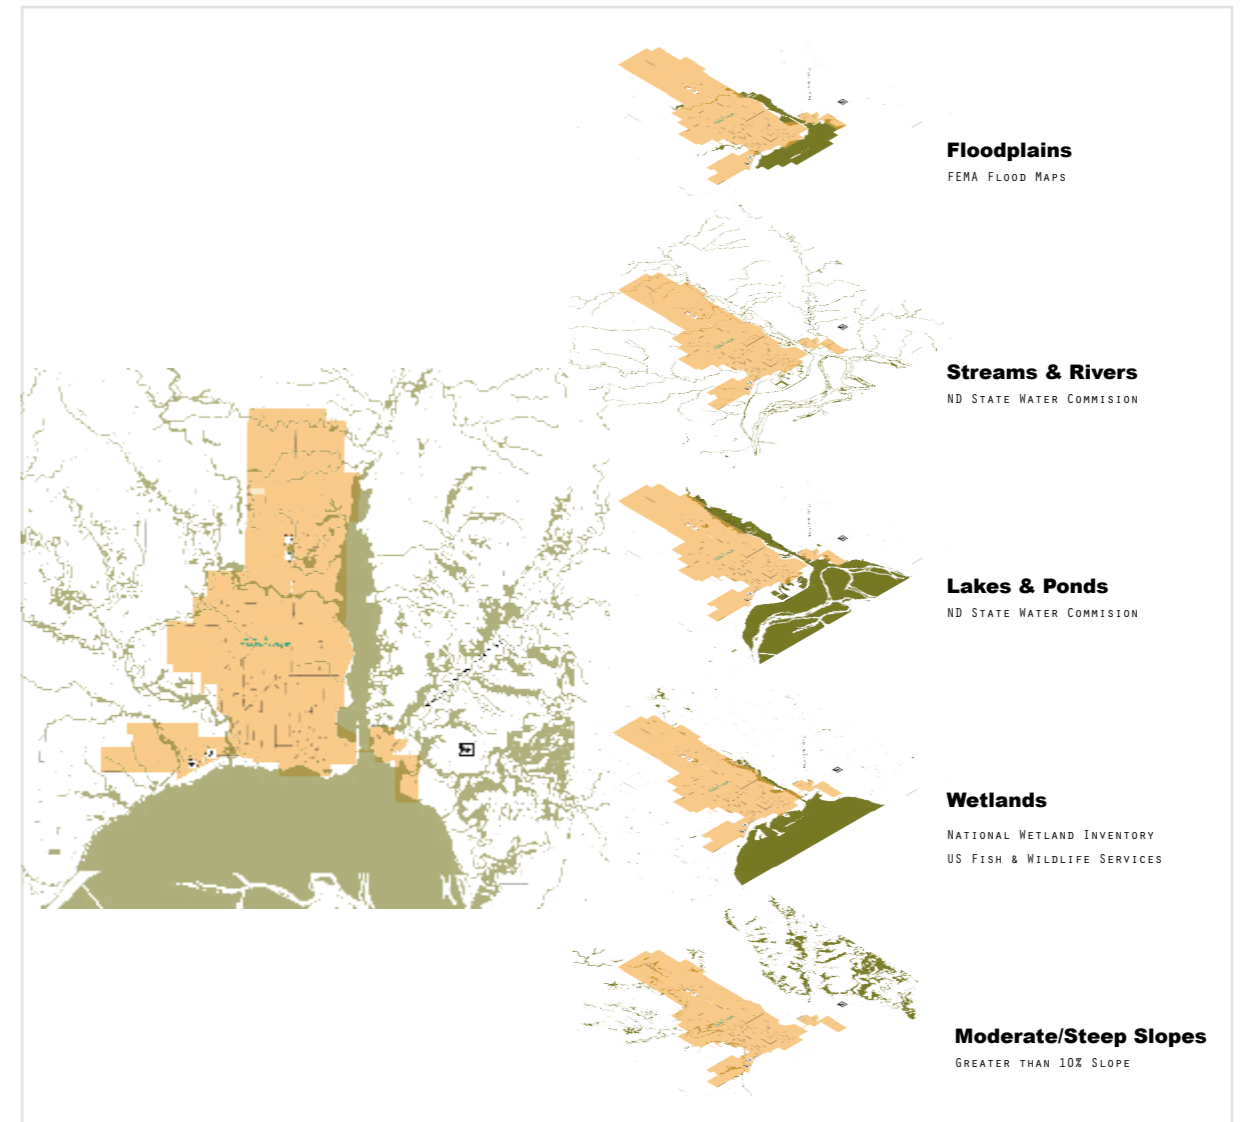 Floodplains
FEMA Flood Maps
Streams & Rivers
ND State Water Commision
Lakes & Ponds
ND State Water Commision
Wetlands
National Wetland Inventory
US Fish & Wildlife Services
Moderate/Steep Slopes
Greater than 10% Slope